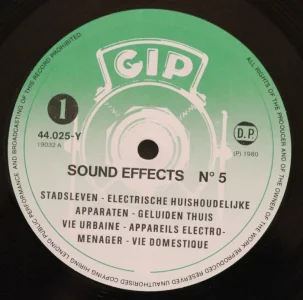 GIP
1
44.025-Y
19032 A
D.P.
(P) 1980
SOUND EFFECTS N° 5
STADSLEVEN - ELECTRISCHE HUISHOUDELIJKE
APPARATEN - GELUIDEN THUIS
VIE URBAINE - APPAREILS ELECTRO-
MENAGER - VIE DOMESTIQUE
ALL RIGHTS OF THE PRODUCER AND OF THE OWNER OF THE WORK REPRODUCED RESERVED UNAUTHORISED COPYING HIRING LENDING PUBLIC PERFORMANCE AND BROADCASTING OF THIS RECORD PROHIBITED.